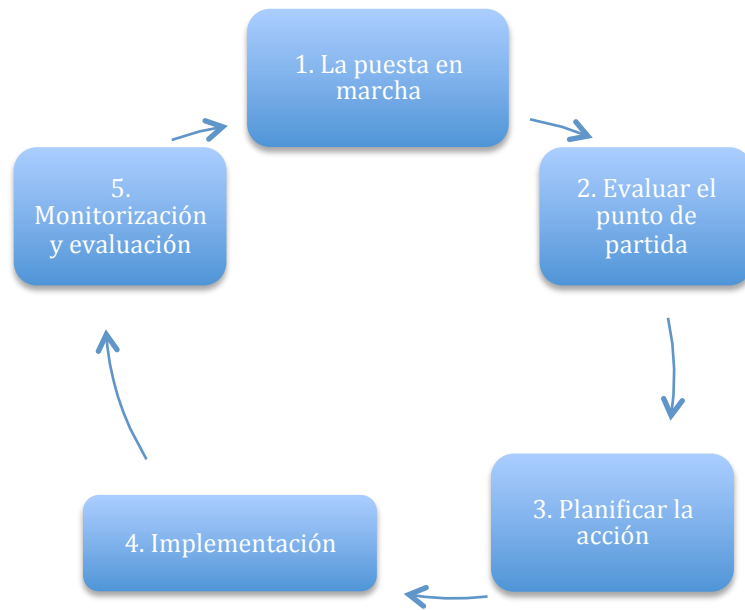 1. La puesta en
marcha
2. Evaluar el
punto de
partida
3. Planificar la
acción
4. Implementación
5.
Monitorización
y evaluación